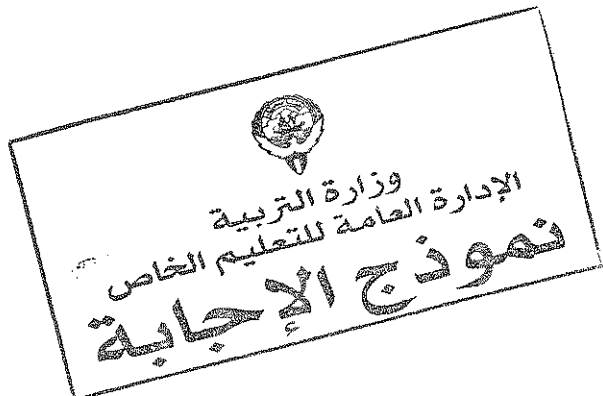 وزارة التربية
الإدارة العامة للتعليم الخاص
نموذج الإجابة